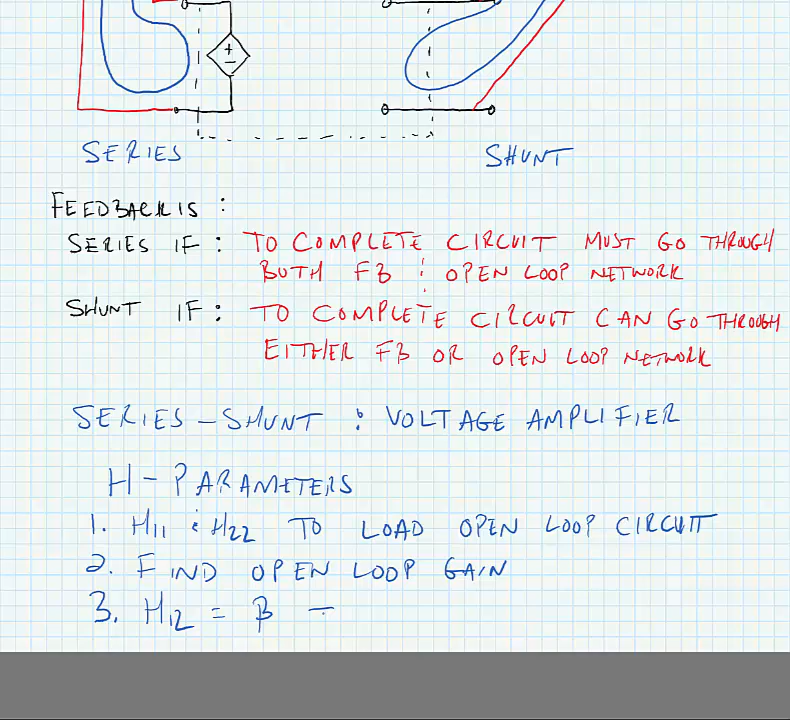 +
−
SERIES
SHUNT
FEEDBACK IS :
SERIES IF : TO COMPLETE CIRCUIT MUST GO THROUGH
BOTH FB & OPEN LOOP NETWORK
SHUNT IF : TO COMPLETE CIRCUIT CAN GO THROUGH
EITHER FB OR OPEN LOOP NETWORK
SERIES - SHUNT : VOLTAGE AMPLIFIER
H - PARAMETERS
1. H11 & H22 TO LOAD OPEN LOOP CIRCUIT
2. FIND OPEN LOOP GAIN
3. H12 = β −